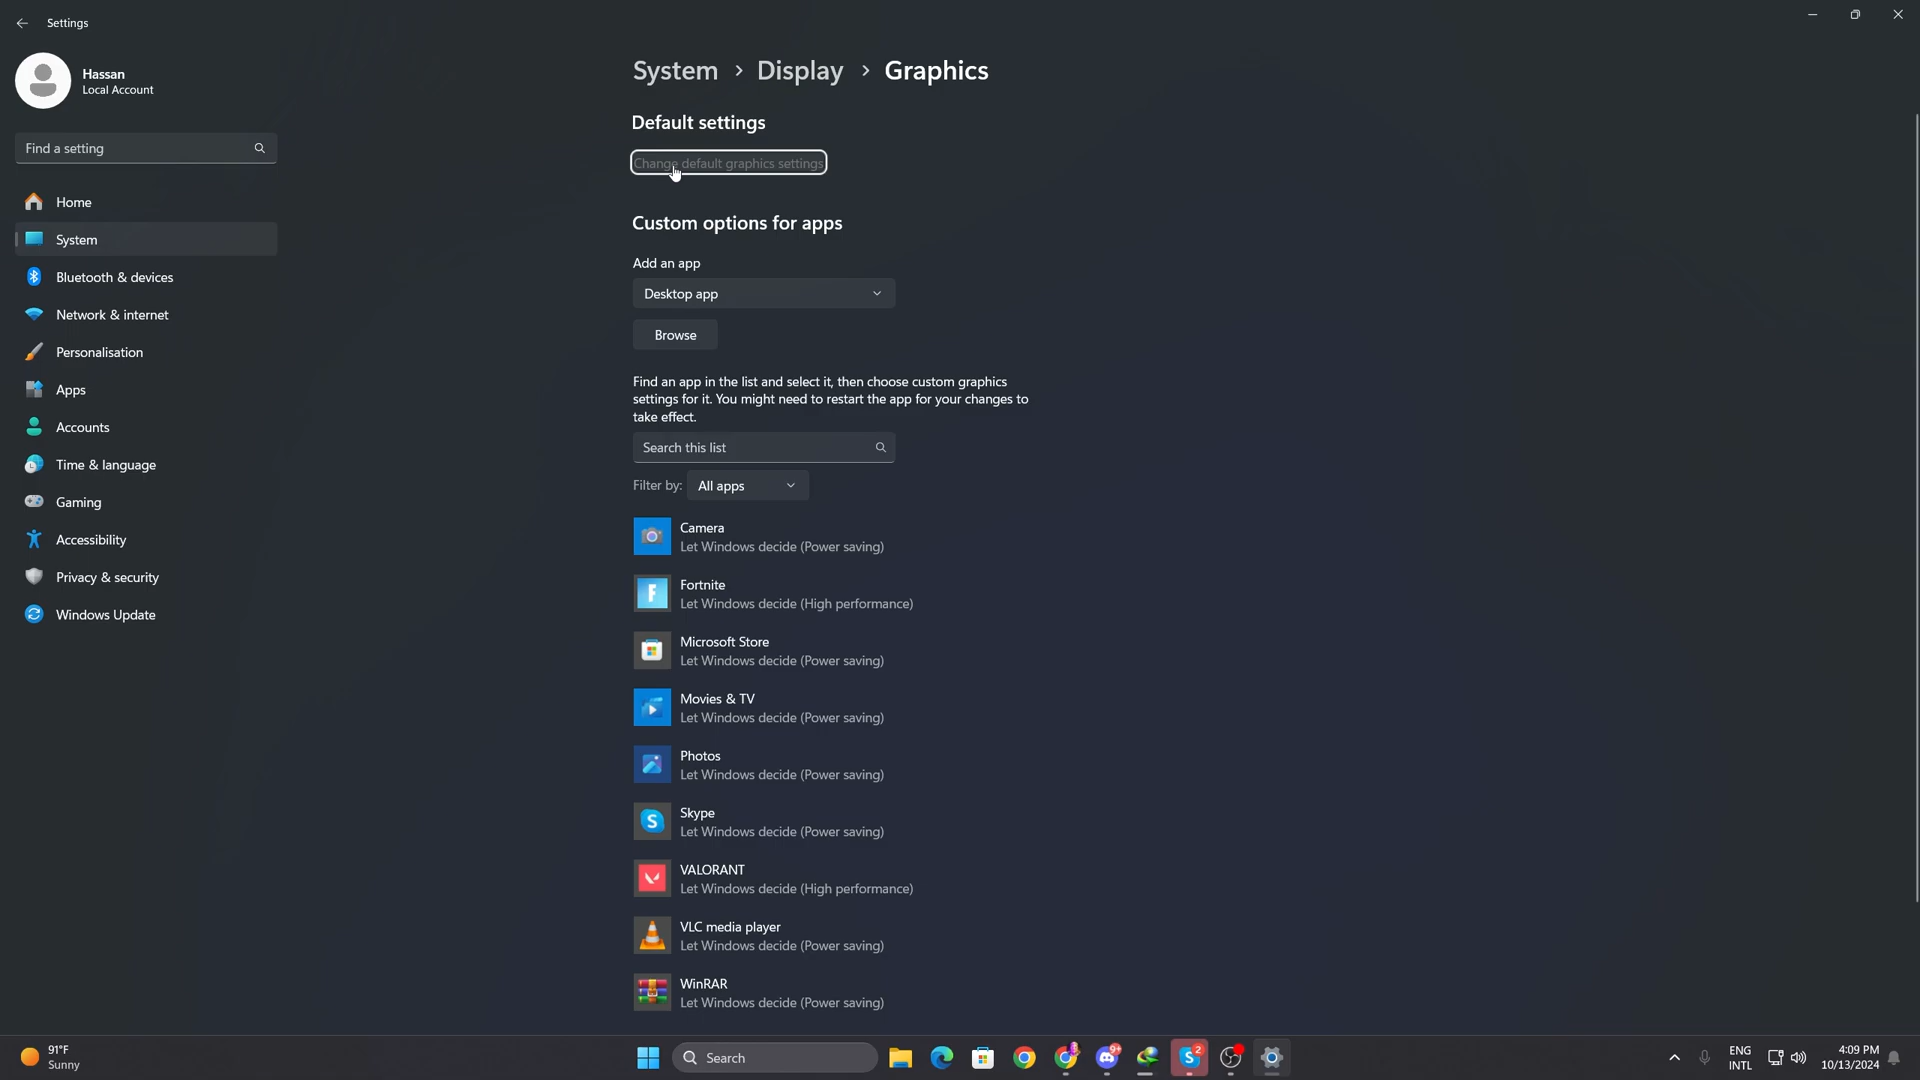 Settings
Hassan
Local Account
Find a setting
Home
System
Bluetooth & devices
Network & internet
Personalisation
Apps
Accounts
Time & language
Gaming
Accessibility
Privacy & security
Windows Update
System > Display > Graphics
Default settings
Change default graphics settings
Custom options for apps
Add an app
Desktop app
Browse
Find an app in the list and select it, then choose custom graphics
settings for it. You might need to restart the app for your changes to
take effect.
Search this list
Filter by: All apps
Camera
Let Windows decide (Power saving)
Fortnite
Let Windows decide (High performance)
Microsoft Store
Let Windows decide (Power saving)
Movies & TV
Let Windows decide (Power saving)
Photos
Let Windows decide (Power saving)
Skype
Let Windows decide (Power saving)
VALORANT
Let Windows decide (High performance)
VLC media player
Let Windows decide (Power saving)
WinRAR
Let Windows decide (Power saving)
91°F
Sunny
Search
9+
2
ENG
INTL
4:09 PM
10/13/2024